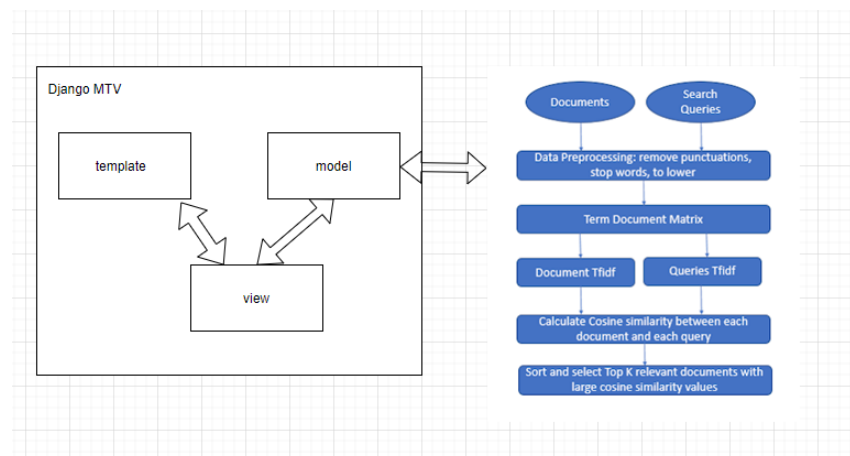 Django MTV
template
model
view
Documents
Search
Queries
Data Preprocessing: remove punctuations,
stop words, to lower
Term Document Matrix
Document Tfidf
Queries Tfidf
Calculate Cosine similarity between each
document and each query
Sort and select Top K relevant documents with
large cosine similarity values